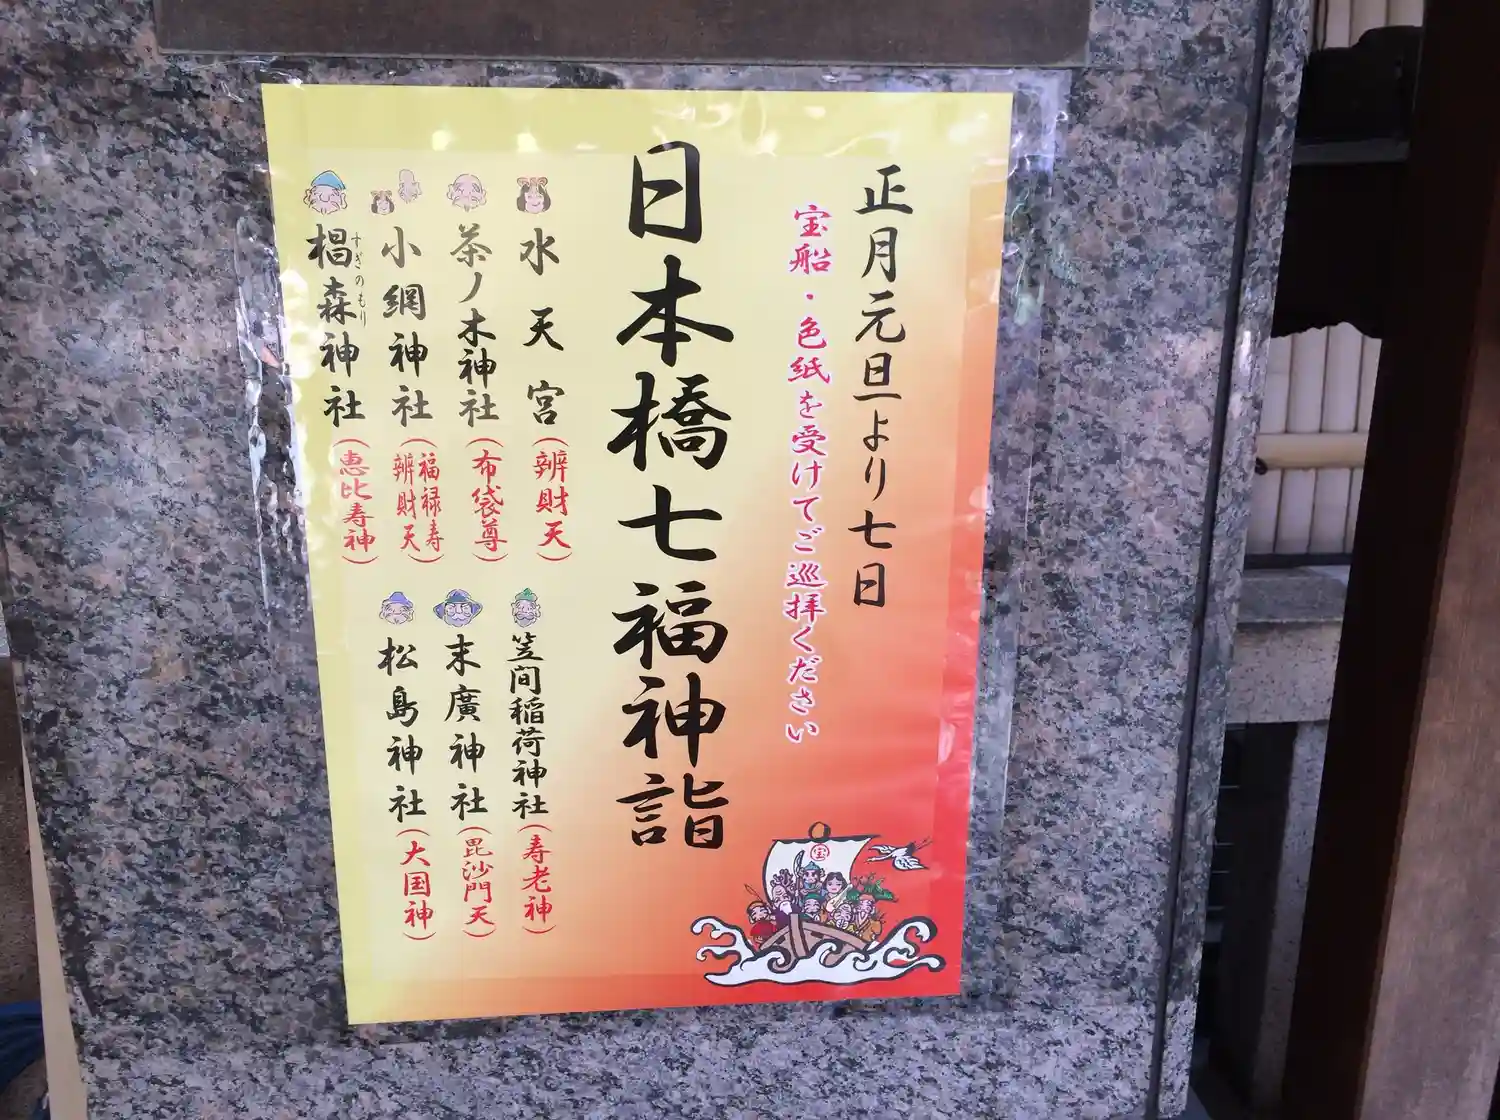 正月元旦より七日
宝船・色紙を受けてご巡拝ください
日本橋七福神詣
水天宮(辨財天)
茶ノ木神社(布袋尊)
小網神社(福禄寿
辨財天)
椙森神社(恵比寿神)
すぎのもり
笠間稲荷神社(寿老神)
末廣神社(毘沙門天)
松島神社(大国神)
宝